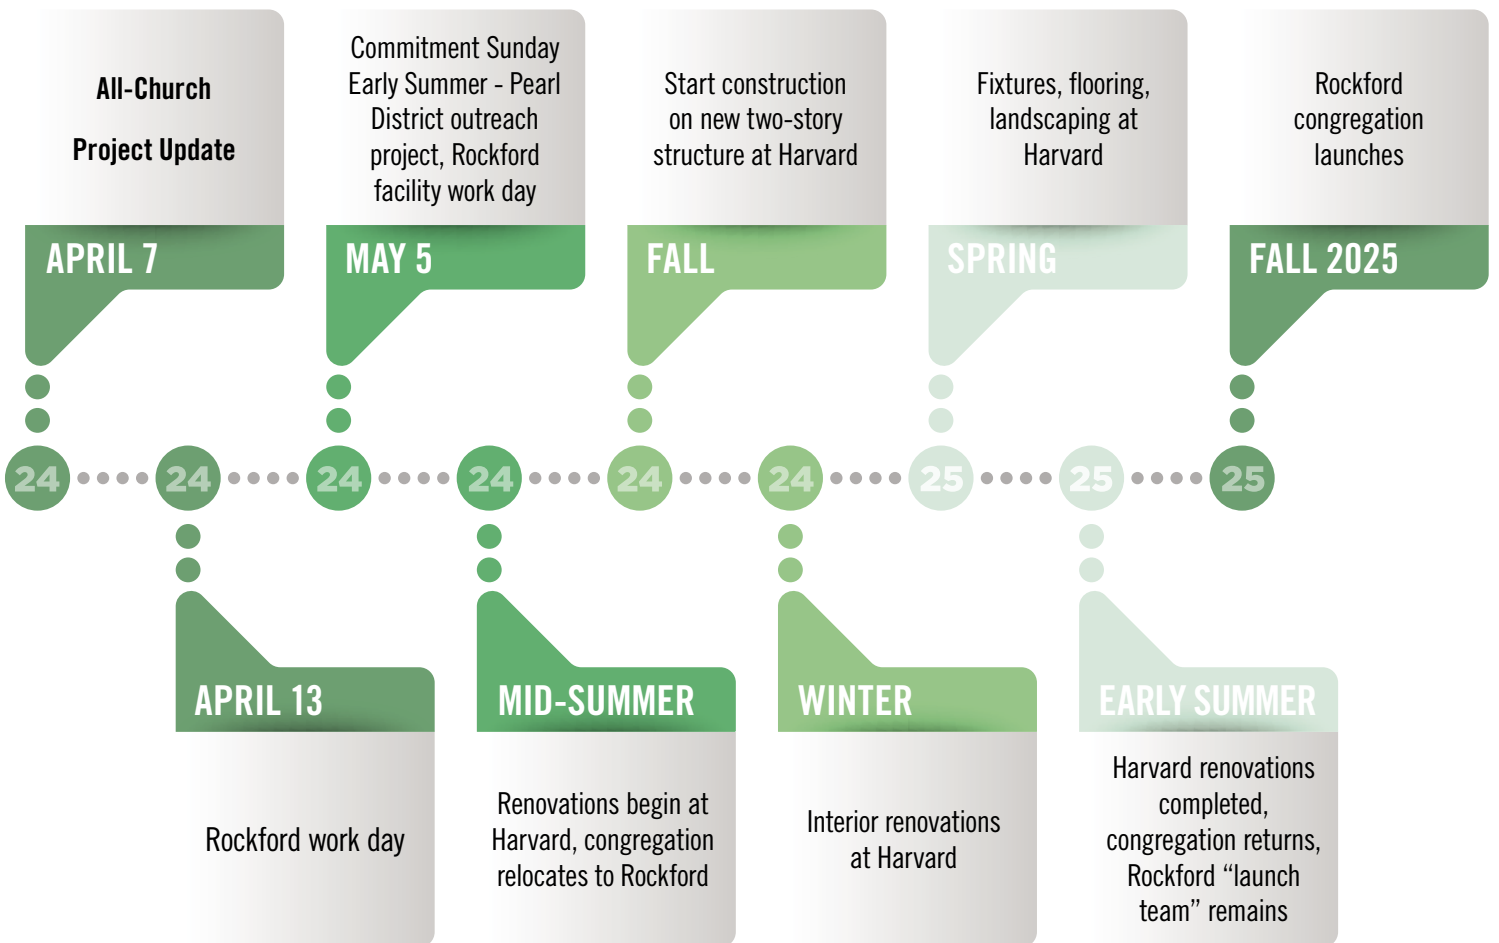 All-Church
Project Update
APRIL 7
Commitment Sunday
Early Summer - Pearl
District outreach
project, Rockford
facility work day
MAY 5
Start construction
on new two-story
structure at Harvard
FALL
Fixtures, flooring,
landscaping at
Harvard
SPRING
Rockford
congregation
launches
FALL 2025
24
24
24
24
24
24
25
25
25
APRIL 13
Rockford work day
MID-SUMMER
Renovations begin at
Harvard, congregation
relocates to Rockford
WINTER
Interior renovations
at Harvard
EARLY SUMMER
Harvard renovations
completed,
congregation returns,
Rockford “launch
team” remains